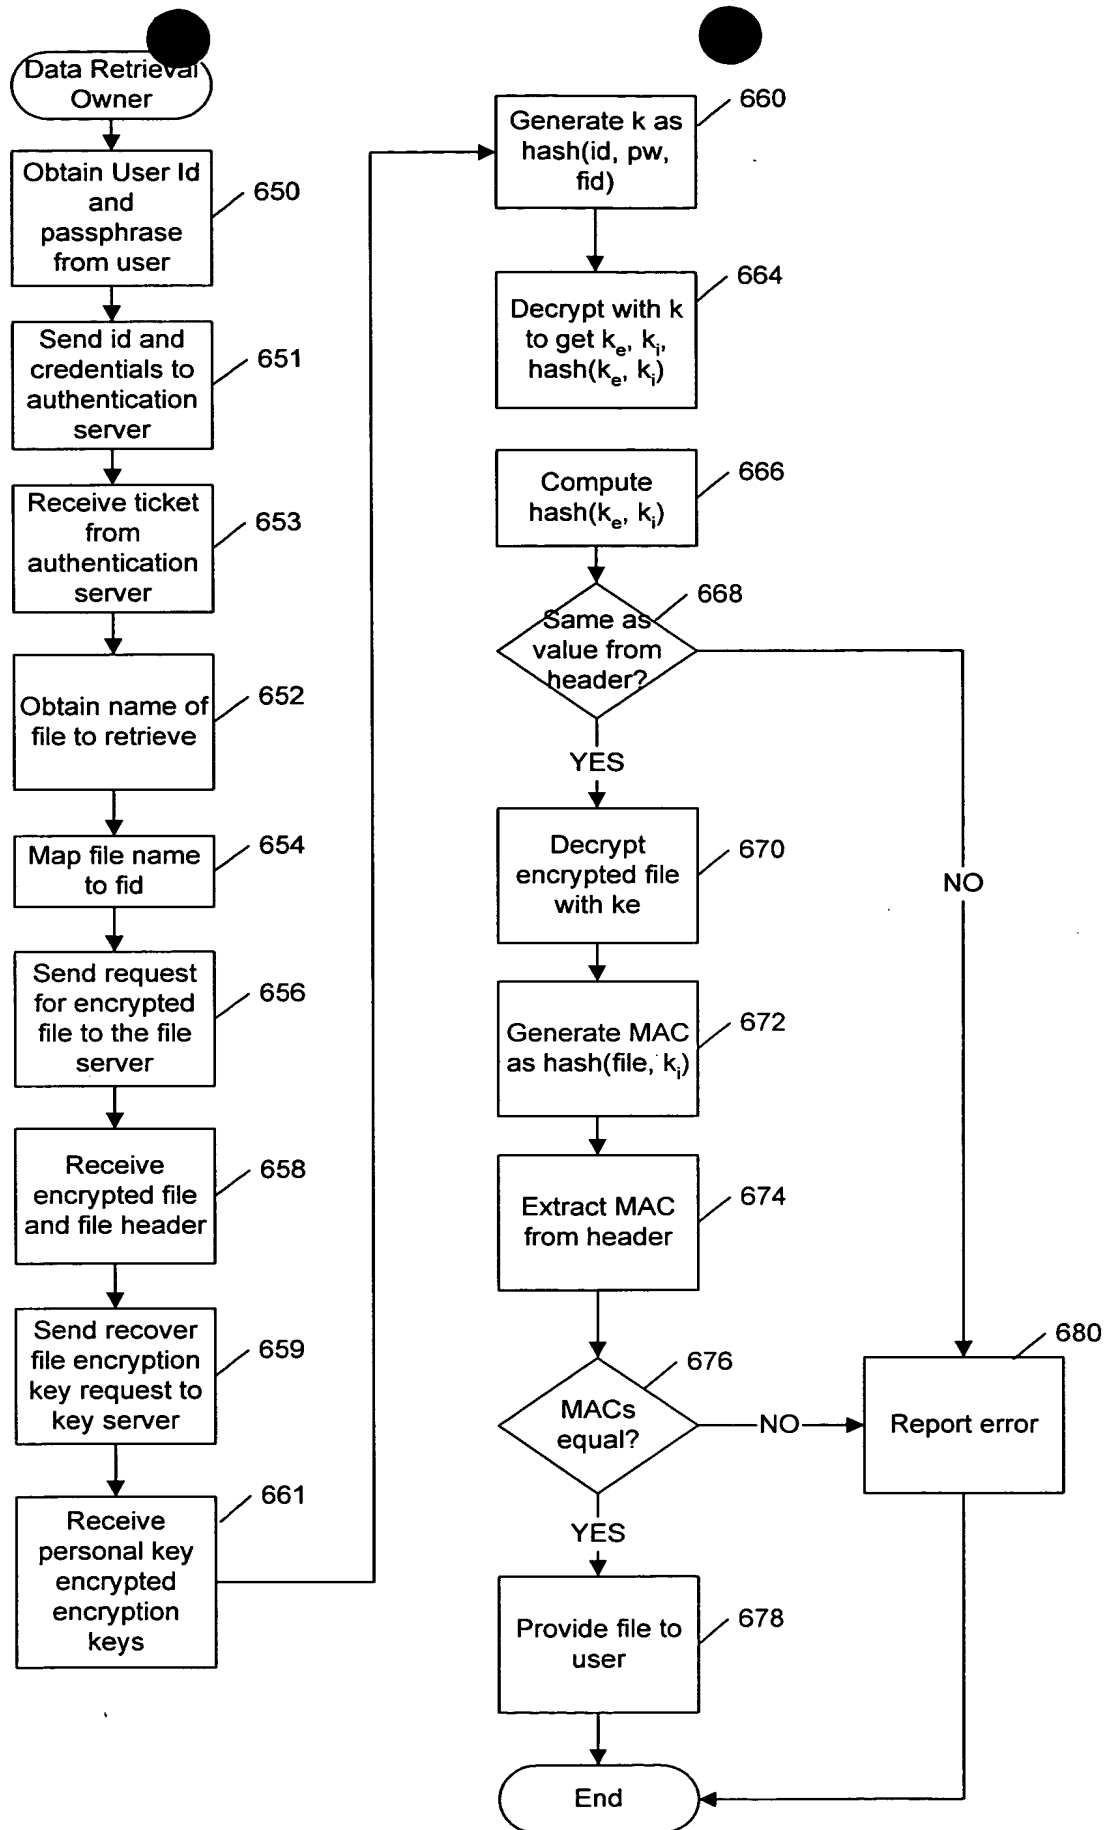 Data Retrieval
Owner
Obtain User Id
and
passphrase
from user
650
Send id and
credentials to
authentication
server
651
Receive ticket
from
authentication
server
653
Obtain name of
file to retrieve
652
Map file name
to fid
654
Send request
for encrypted
file to the file
server
656
Receive
encrypted file
and file header
658
Send recover
file encryption
key request to
key server
659
Receive
personal key
encrypted
encryption
keys
661
Generate k as
hash(id, pw,
fid)
660
Decrypt with k
to get ke, ki,
hash(ke, ki)
664
Compute
hash(ke, ki)
666
Same as
value from
header?
668
YES
NO
Decrypt
encrypted file
with ke
670
Generate MAC
as hash(file, ki)
672
Extract MAC
from header
674
MACs
equal?
676
NO
Report error
680
YES
Provide file to
user
678
End